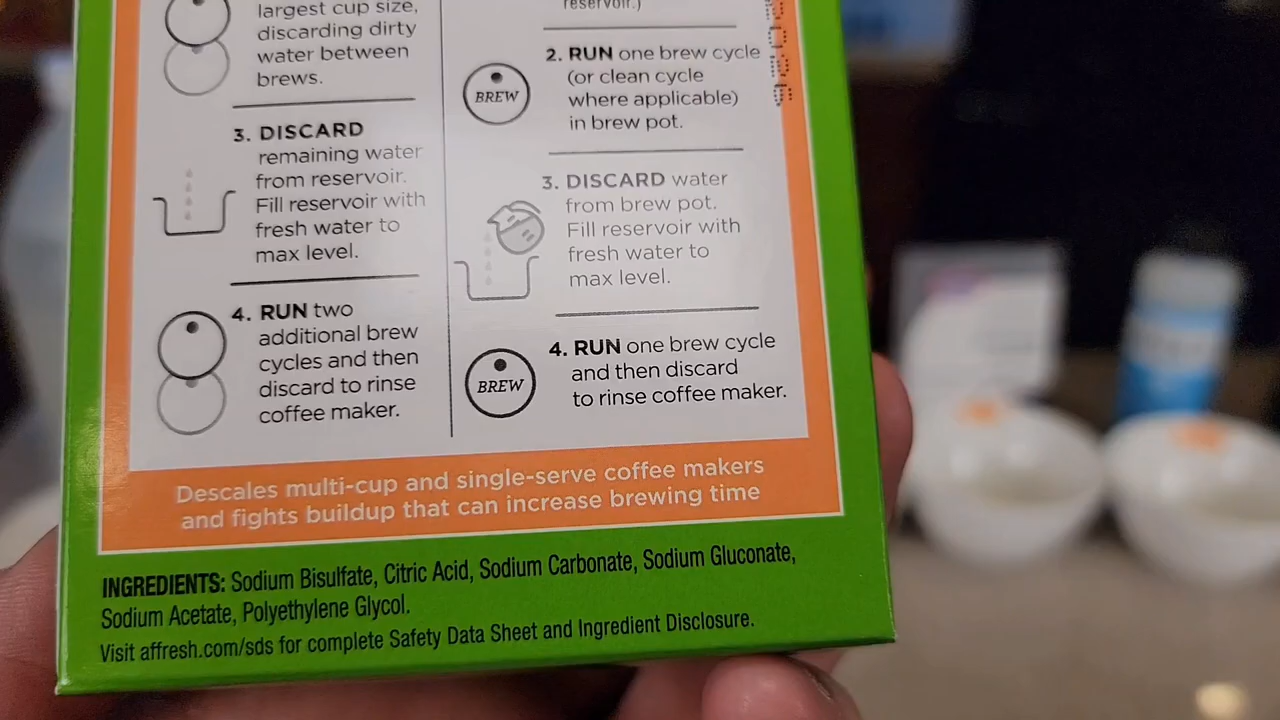 largest cup size,
discarding dirty
water between
brews.
3. DISCARD
remaining water
from reservoir.
Fill reservoir with
fresh water to
max level.
4. RUN two
additional brew
cycles and then
discard to rinse
coffee maker.
reservoir.)
2. RUN one brew cycle
(or clean cycle
where applicable)
in brew pot.
BREW
3. DISCARD water
from brew pot.
Fill reservoir with
fresh water to
max level.
4. RUN one brew cycle
and then discard
to rinse coffee maker.
BREW
Descales multi-cup and single-serve coffee makers
and fights buildup that can increase brewing time
INGREDIENTS: Sodium Bisulfate, Citric Acid, Sodium Carbonate, Sodium Gluconate,
Sodium Acetate, Polyethylene Glycol.
Visit affresh.com/sds for complete Safety Data Sheet and Ingredient Disclosure.